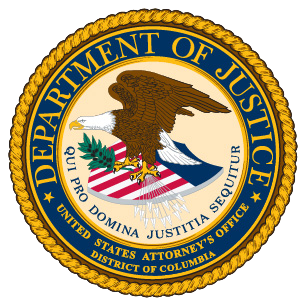 DEPARTMENT OF JUSTICE
QUI PRO DOMINA JUSTITIA SEQUITUR
UNITED STATES ATTORNEY'S OFFICE
DISTRICT OF COLUMBIA